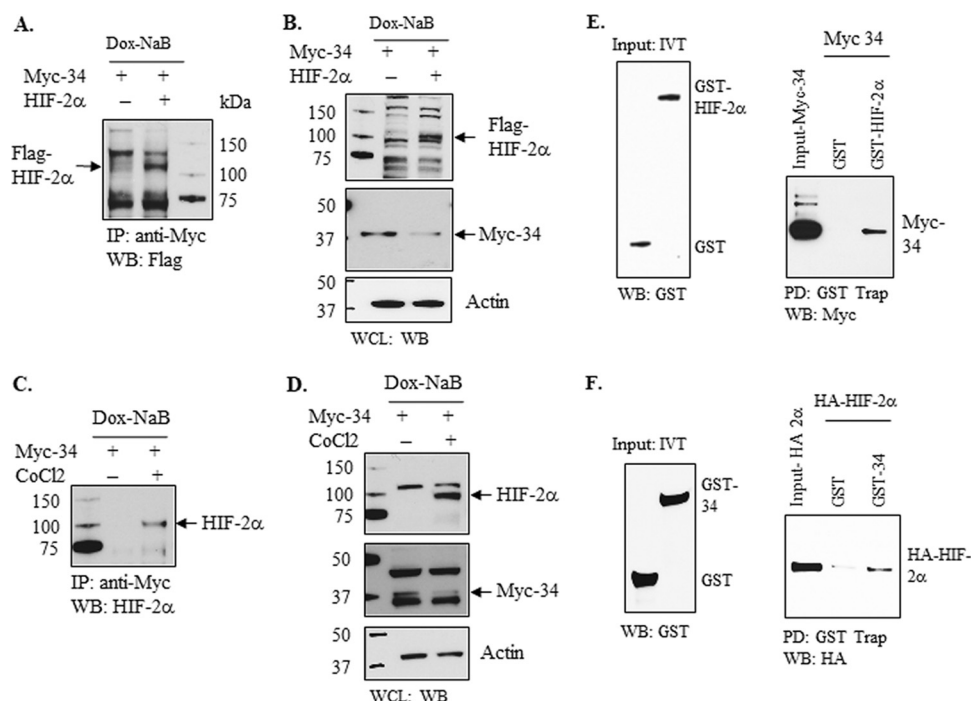 A.
Dox-NaB
Myc-34 + +
HIF-2α – +
kDa
Flag-
HIF-2α
150
100
75
IP: anti-Myc
WB: Flag
B.
Dox-NaB
Myc-34 + +
HIF-2α – +
150
100
75
Flag-
HIF-2α
50
37
Myc-34
50
37
Actin
WCL: WB
C.
Dox-NaB
Myc-34 + +
CoCl2 – +
150
100
75
HIF-2α
IP: anti-Myc
WB: HIF-2α
D.
Dox-NaB
Myc-34 + +
CoCl2 – +
150
100
75
HIF-2α
50
37
Myc-34
50
37
Actin
WCL: WB
E.
Input: IVT
GST-
HIF-2α
GST
WB: GST
Myc 34
Input-Myc-34
GST
GST-HIF-2α
Myc-
34
PD: GST Trap
WB: Myc
F.
Input: IVT
GST-
34
GST
WB: GST
HA-HIF-2α
Input- HA 2α
GST
GST-34
HA-HIF-
2α
PD: GST Trap
WB: HA